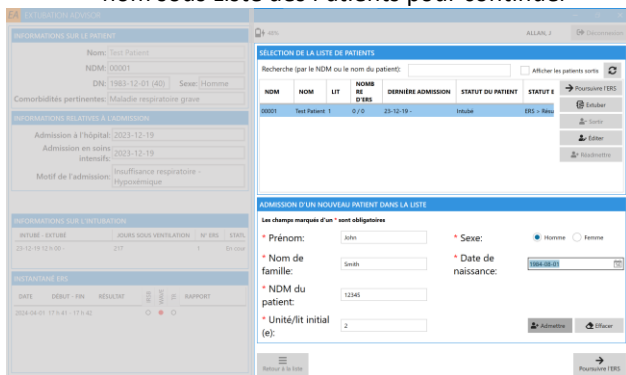 nom sous Liste des Patients pour continuer
EA EXTUBATION ADVISOR
INFORMATIONS SUR LE PATIENT
Nom: Test Patient
NDM: 00001
DN: 1983-12-01 (40) Sexe: Homme
Comorbidités pertinentes: Maladie respiratoire grave
INFORMATIONS RELATIVES À L'ADMISSION
Admission à l'hôpital: 2023-12-19
Admission en soins intensifs: 2023-12-19
Motif de l'admission: Insuffisance respiratoire - Hypoxémique
INFORMATIONS SUR L'INTUBATION
INTUBÉ - EXTUBÉ JOURS SOUS VENTILATION N° ERS
23-12-19 12 h 00 -
INSTANTANÉ ERS
DATE DÉBUT - FIN RÉSULTAT RAPPORT
2024-04-01 17 h 41 - 17 h 42
ALLAN, J Déconnexion
SÉLECTION DE LA LISTE DE PATIENTS
Recherche (par le NDM ou le nom du patient): Afficher les patients sortis
NDM NOM LIT NOMB RE D'ERS DERNIÈRE ADMISSION STATUT DU PATIENT STATUT E
00001 Test Patient 1 0 / 0 23-12-19 - Intubé ERS > Résu
Poursuivre l'ERS
Extuber
Sortir
Éditer
Réadmettre
ADMISSION D'UN NOUVEAU PATIENT DANS LA LISTE
Les champs marqués d'un * sont obligatoires
* Prénom: John * Sexe: Homme Femme
* Nom de famille: Smith * Date de naissance: 1984-08-01
* NDM du patient: 12345
* Unité/lit initial (e): 2 Admettre Effacer
Retour à la liste Poursuivre l'ERS